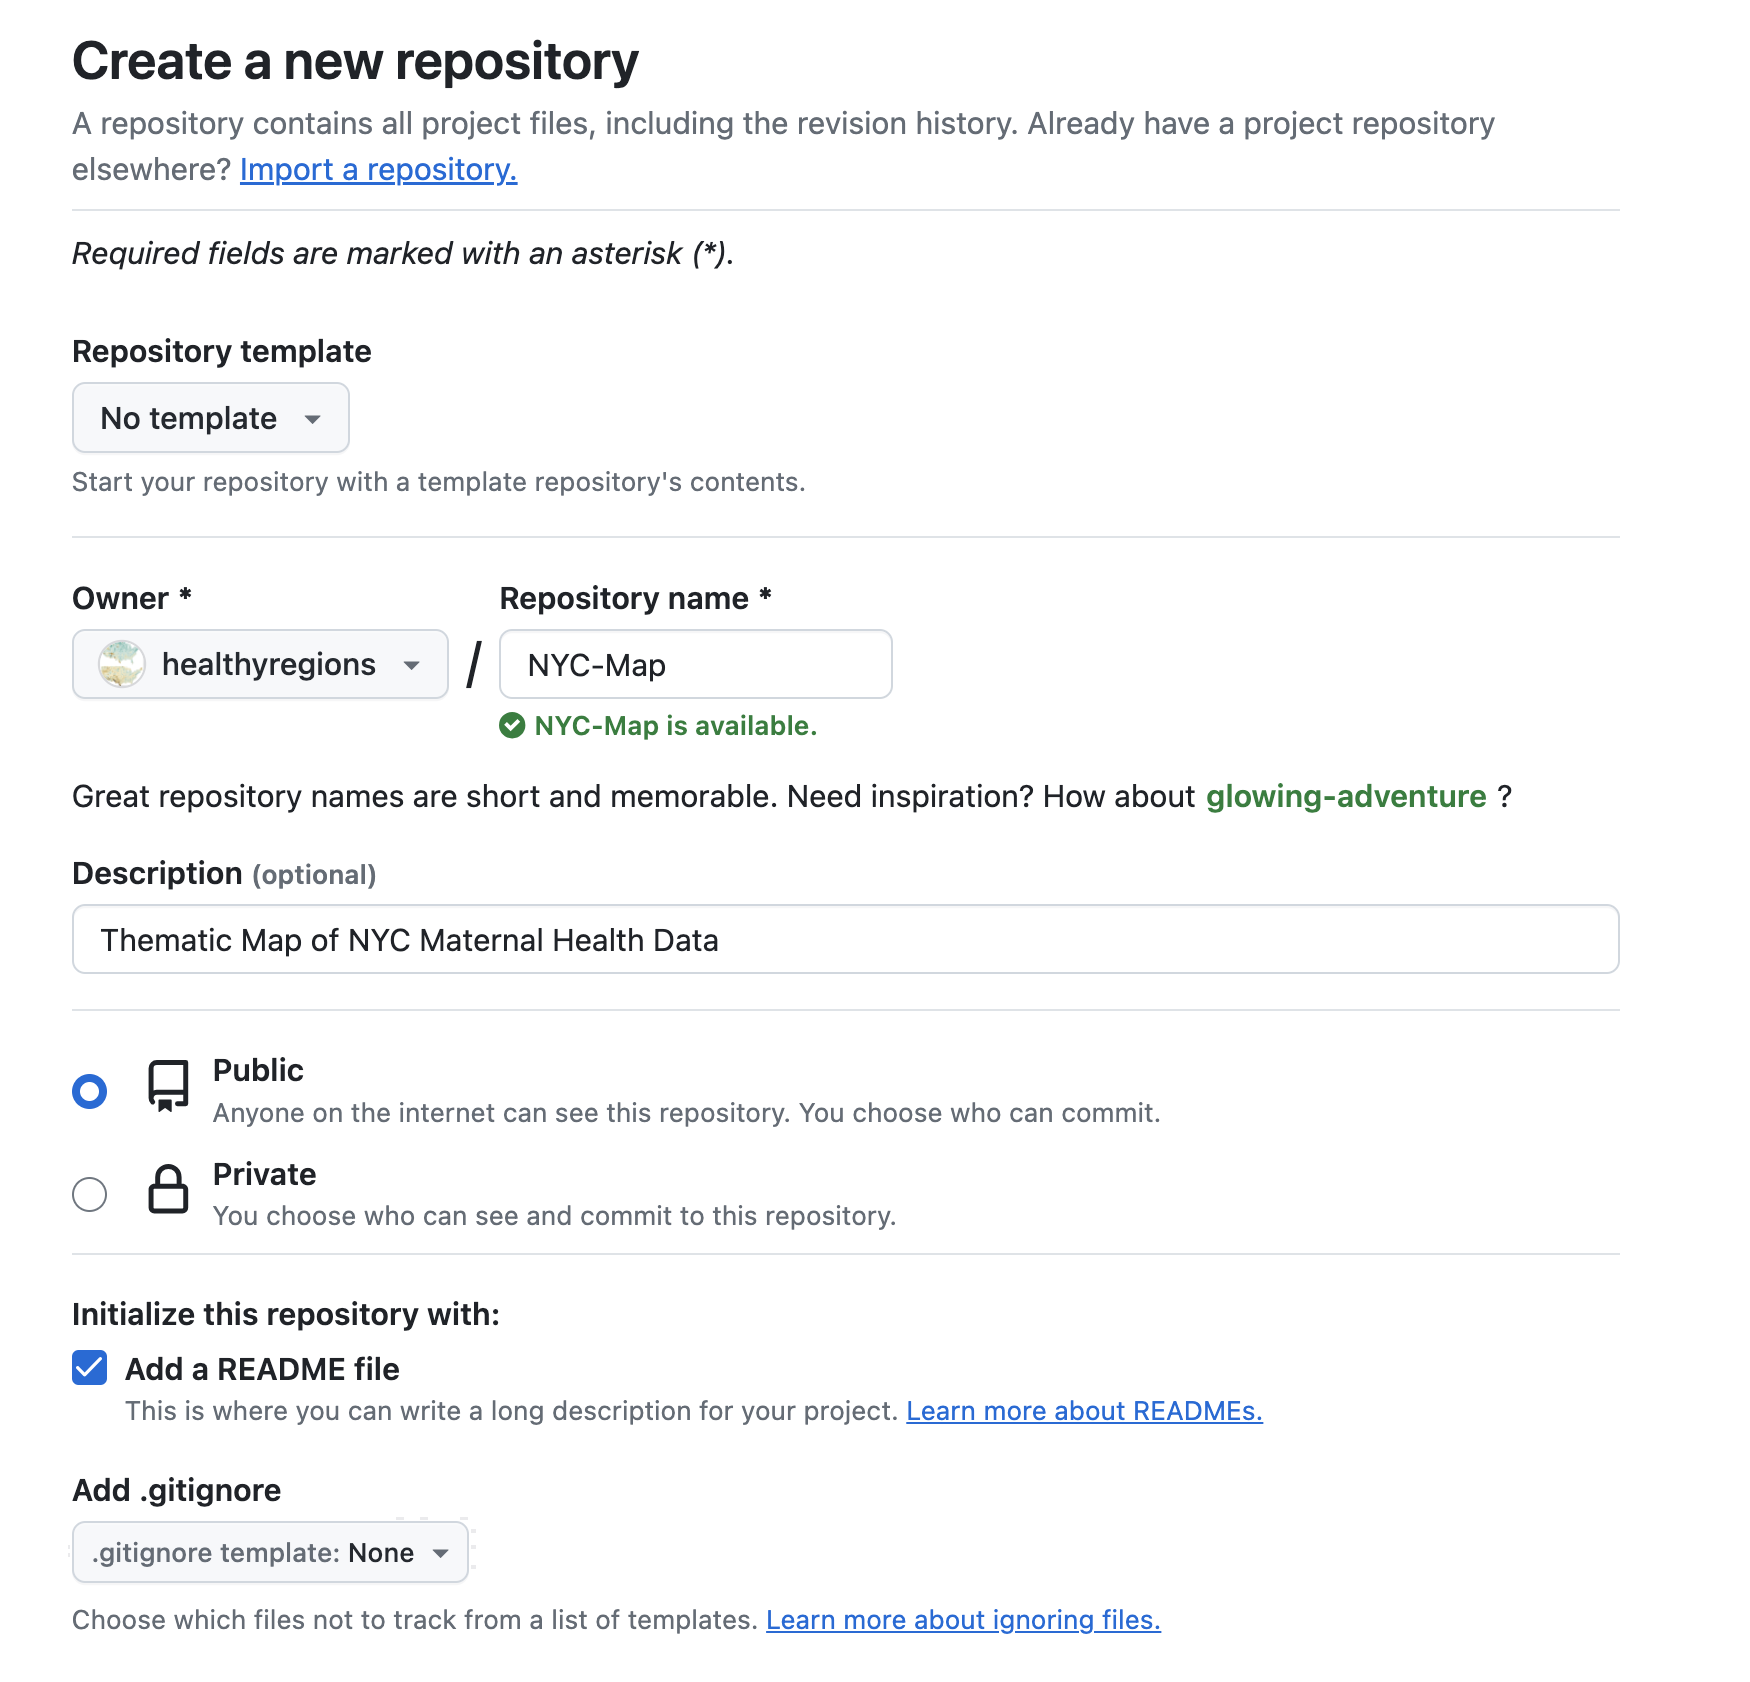 Create a new repository
A repository contains all project files, including the revision history. Already have a project repository
elsewhere? Import a repository.
Required fields are marked with an asterisk (*).
Repository template
No template
Start your repository with a template repository's contents.
Owner * Repository name *
healthyregions / NYC-Map
NYC-Map is available.
Great repository names are short and memorable. Need inspiration? How about glowing-adventure ?
Description (optional)
Thematic Map of NYC Maternal Health Data
Public
Anyone on the internet can see this repository. You choose who can commit.
Private
You choose who can see and commit to this repository.
Initialize this repository with:
Add a README file
This is where you can write a long description for your project. Learn more about READMEs.
Add .gitignore
.gitignore template: None
Choose which files not to track from a list of templates. Learn more about ignoring files.